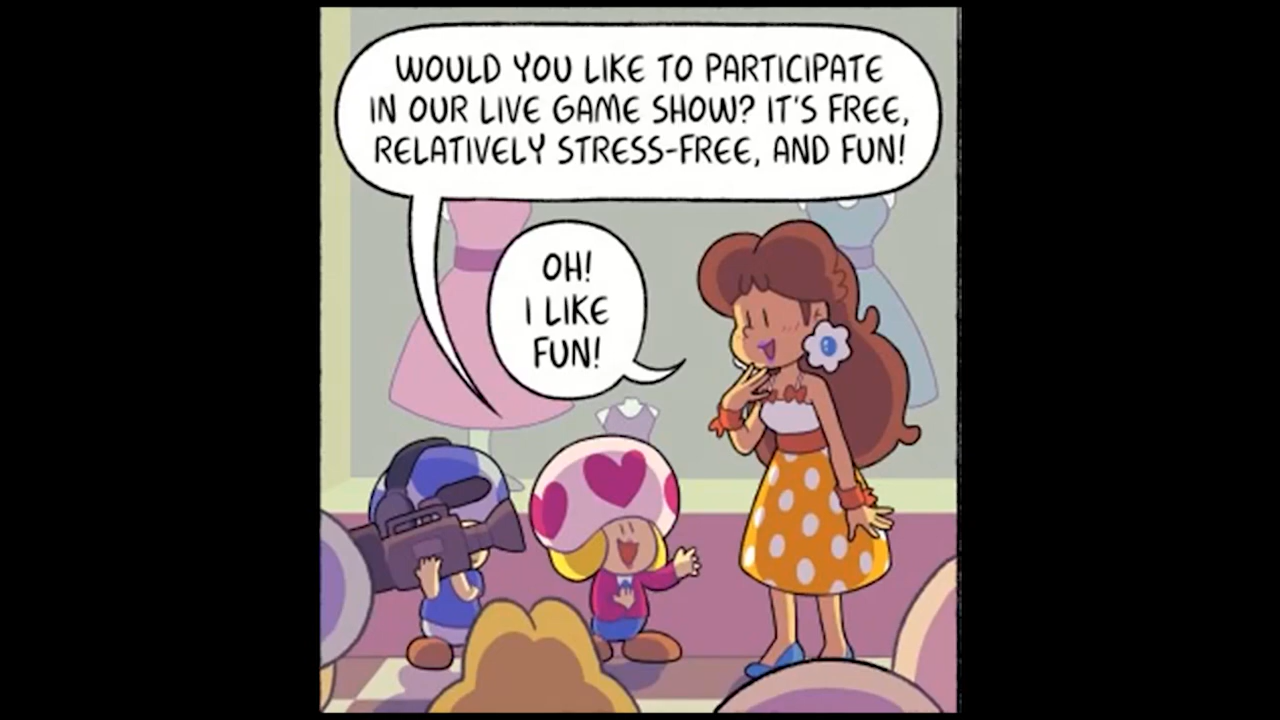 WOULD YOU LIKE TO PARTICIPATE
IN OUR LIVE GAME SHOW? IT'S FREE,
RELATIVELY STRESS-FREE, AND FUN!
OH!
I LIKE
FUN!